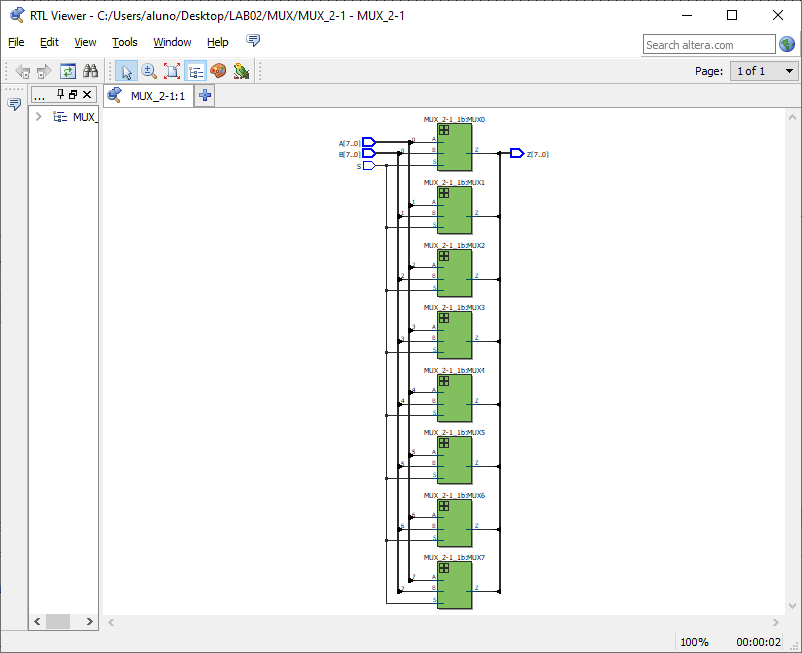 RTL Viewer - C:/Users/aluno/Desktop/LAB02/MUX/MUX_2-1 - MUX_2-1
File Edit View Tools Window Help
Search altera.com
Page: 1 of 1
...
MUX_2-1:1
MUX_
MUX_2-1_1b:MUX0
A[7..0] 0 A
B[7..0] 0 B Z Z[7..0]
S S
MUX_2-1_1b:MUX1
1 A
1 B Z
S
MUX_2-1_1b:MUX2
2 A
2 B Z
S
MUX_2-1_1b:MUX3
3 A
3 B Z
S
MUX_2-1_1b:MUX4
4 A
4 B Z
S
MUX_2-1_1b:MUX5
5 A
5 B Z
S
MUX_2-1_1b:MUX6
6 A
6 B Z
S
MUX_2-1_1b:MUX7
7 A
7 B Z
S
100% 00:00:02